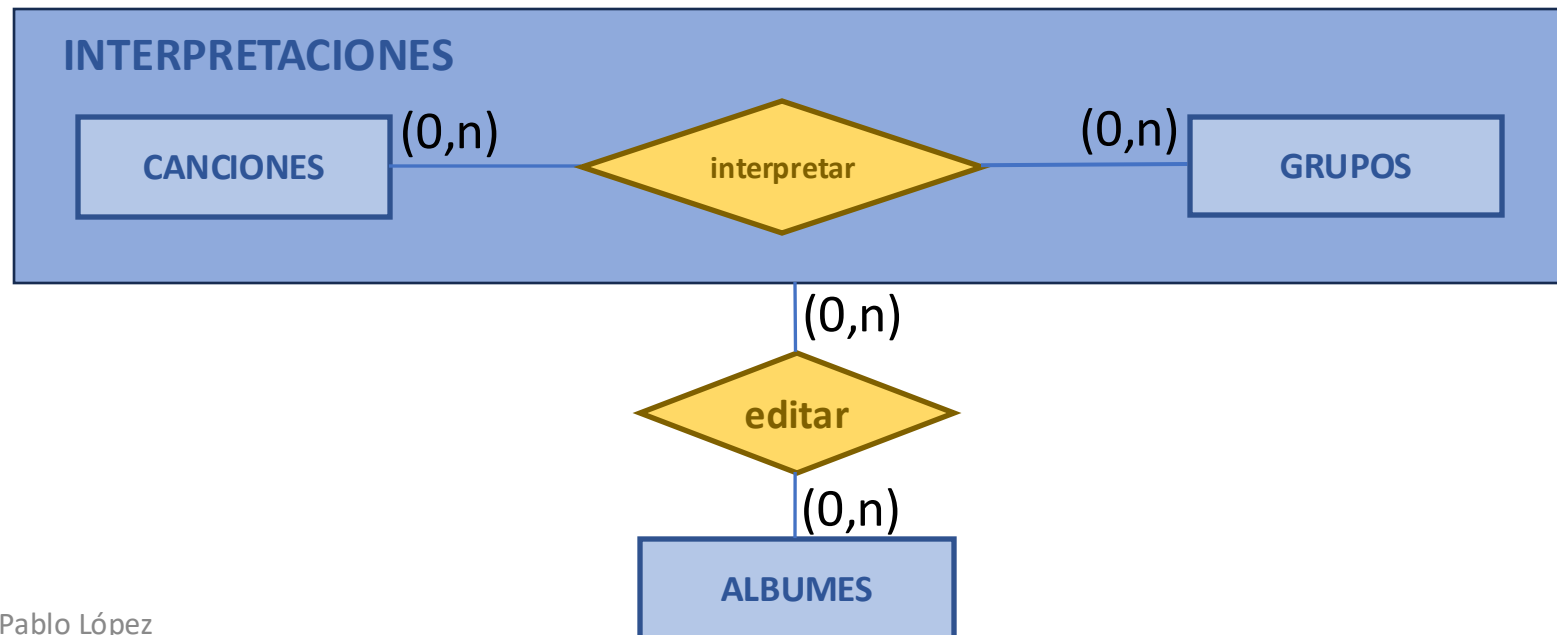 INTERPRETACIONES
CANCIONES
(0,n)
interpretar
(0,n)
GRUPOS
(0,n)
editar
(0,n)
ALBUMES
Pablo López